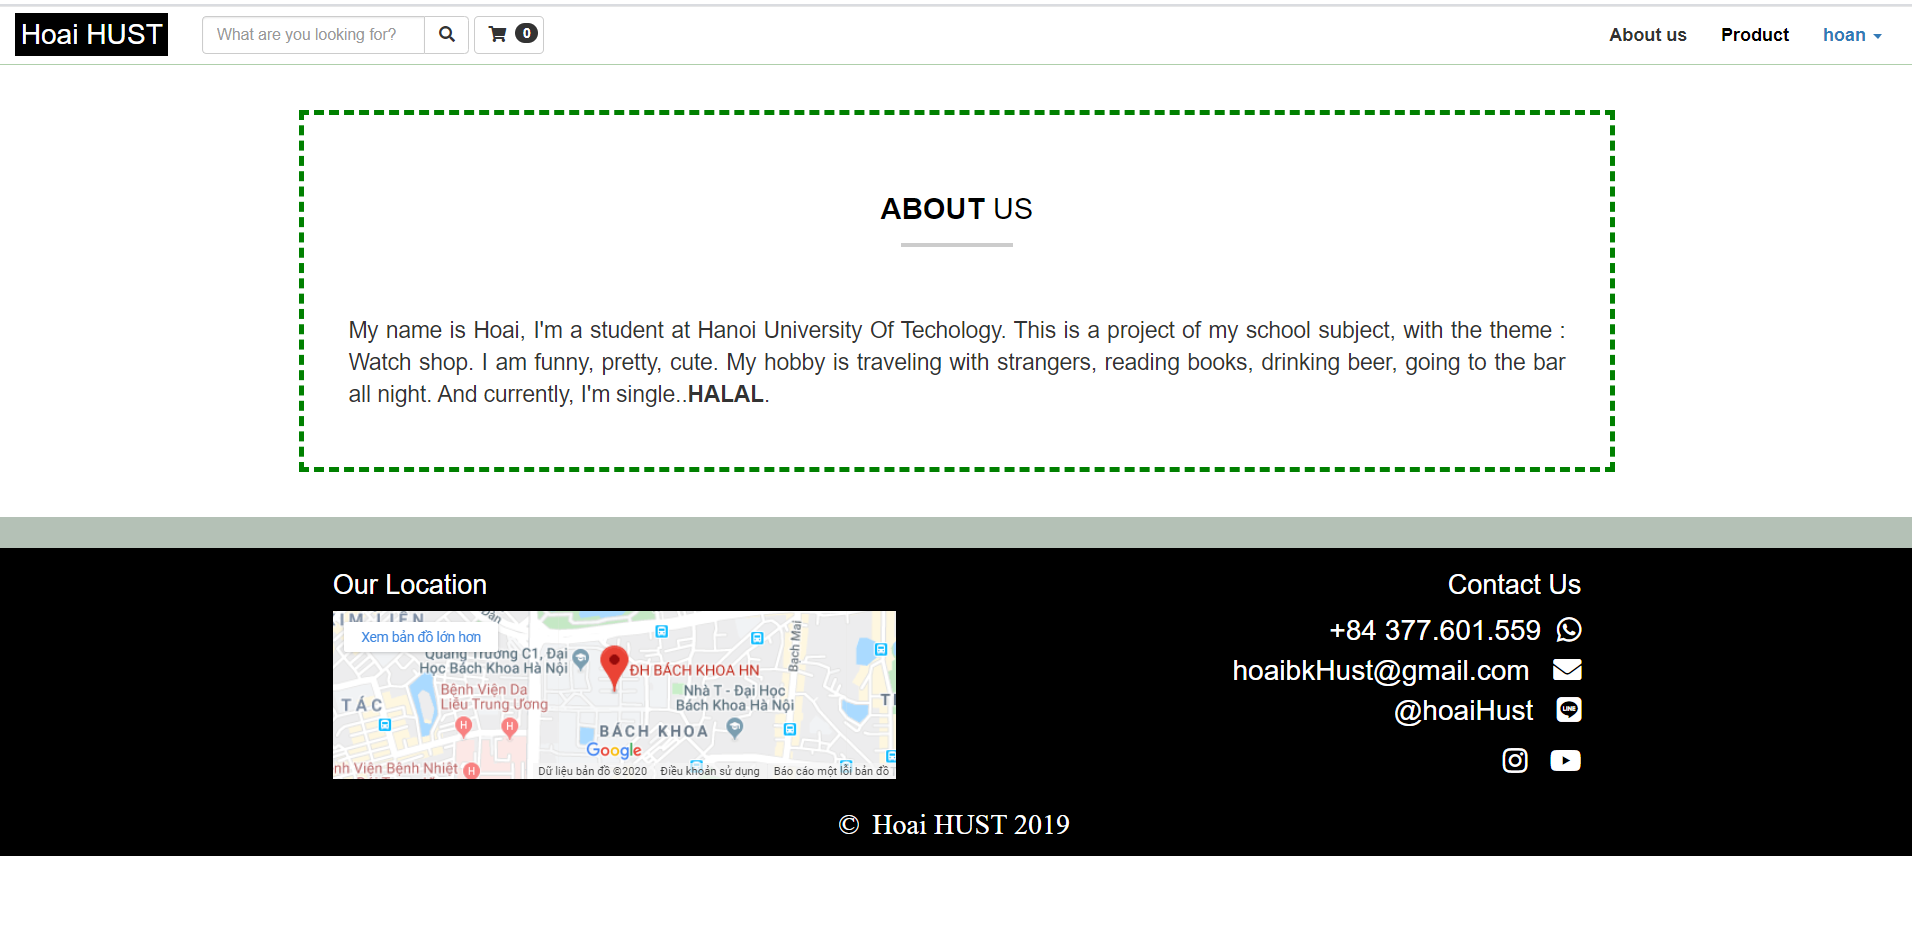 Hoai HUST
What are you looking for?
0
About us
Product
hoan
ABOUT US
My name is Hoai, I'm a student at Hanoi University Of Techology. This is a project of my school subject, with the theme :
Watch shop. I am funny, pretty, cute. My hobby is traveling with strangers, reading books, drinking beer, going to the bar
all night. And currently, I'm single..HALAL.
Our Location
KIM LIÊN
Xem bản đồ lớn hơn
Quảng Trường C1, Đại
Học Bách Khoa Hà Nội
ĐH BÁCH KHOA HN
Bạch Mai
Bệnh Viện Da
Liễu Trung Ương
Nhà T - Đại Học
Bách Khoa Hà Nội
TÁC
BÁCH KHOA
Google
nh Viện Bệnh Nhiệt
Dữ liệu bản đồ ©2020
Điều khoản sử dụng
Báo cáo một lỗi bản đồ
Contact Us
+84 377.601.559
hoaibkHust@gmail.com
@hoaiHust
LINE
© Hoai HUST 2019